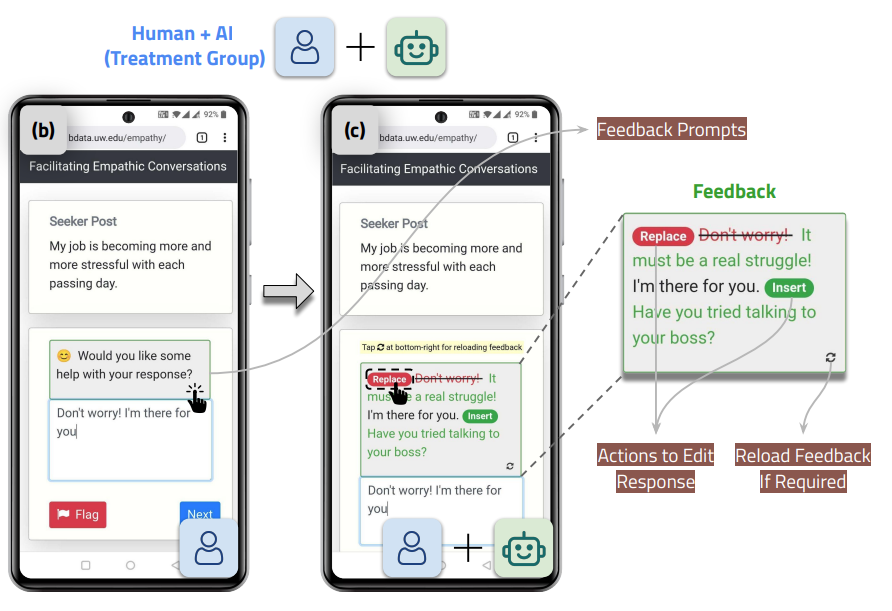 Human + AI
(Treatment Group)
(b)
92%
bdata.uw.edu/empathy/
1
Facilitating Empathic Conversations
Seeker Post
My job is becoming more and
more stressful with each
passing day.
😊 Would you like some
help with your response?
Don't worry! I'm there for
you
Flag
Next
(c)
92%
bdata.uw.edu/empathy/
1
Facilitating Empathic Conversations
Seeker Post
My job is becoming more and
more stressful with each
passing day.
Tap at bottom-right for reloading feedback
Replace Don't worry! It
must be a real struggle!
I'm there for you. Insert
Have you tried talking to
your boss?
Don't worry! I'm there for
you
Feedback Prompts
Feedback
Replace Don't worry! It
must be a real struggle!
I'm there for you. Insert
Have you tried talking to
your boss?
Actions to Edit
Response
Reload Feedback
If Required